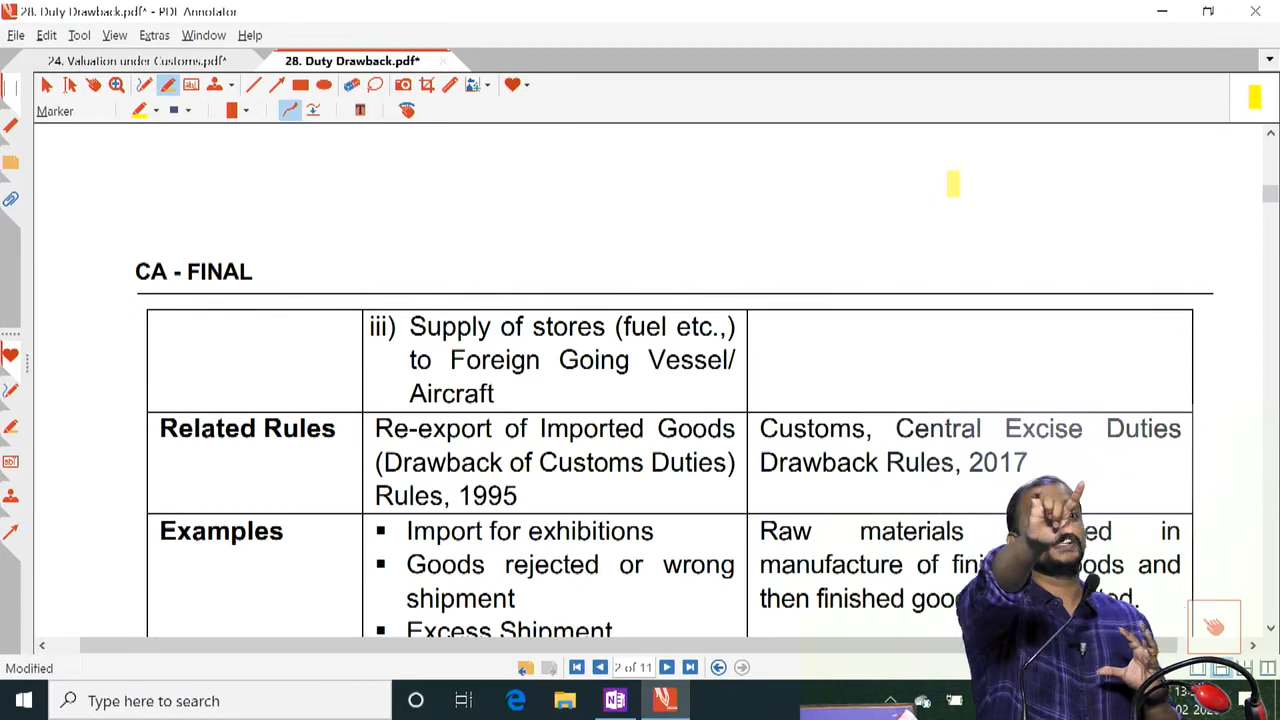 28. Duty Drawback.pdf* - PDF Annotator
File Edit Tool View Extras Window Help
24. Valuation under Customs.pdf* 28. Duty Drawback.pdf*
Marker
CA - FINAL
iii) Supply of stores (fuel etc.,)
to Foreign Going Vessel/
Aircraft
Related Rules
Re-export of Imported Goods
(Drawback of Customs Duties)
Rules, 1995
Customs, Central Excise Duties
Drawback Rules, 2017
Examples
Import for exhibitions
Goods rejected or wrong
shipment
Excess Shipment
Raw materials in
manufacture of and
then finished
Modified
2 of 11
Type here to search